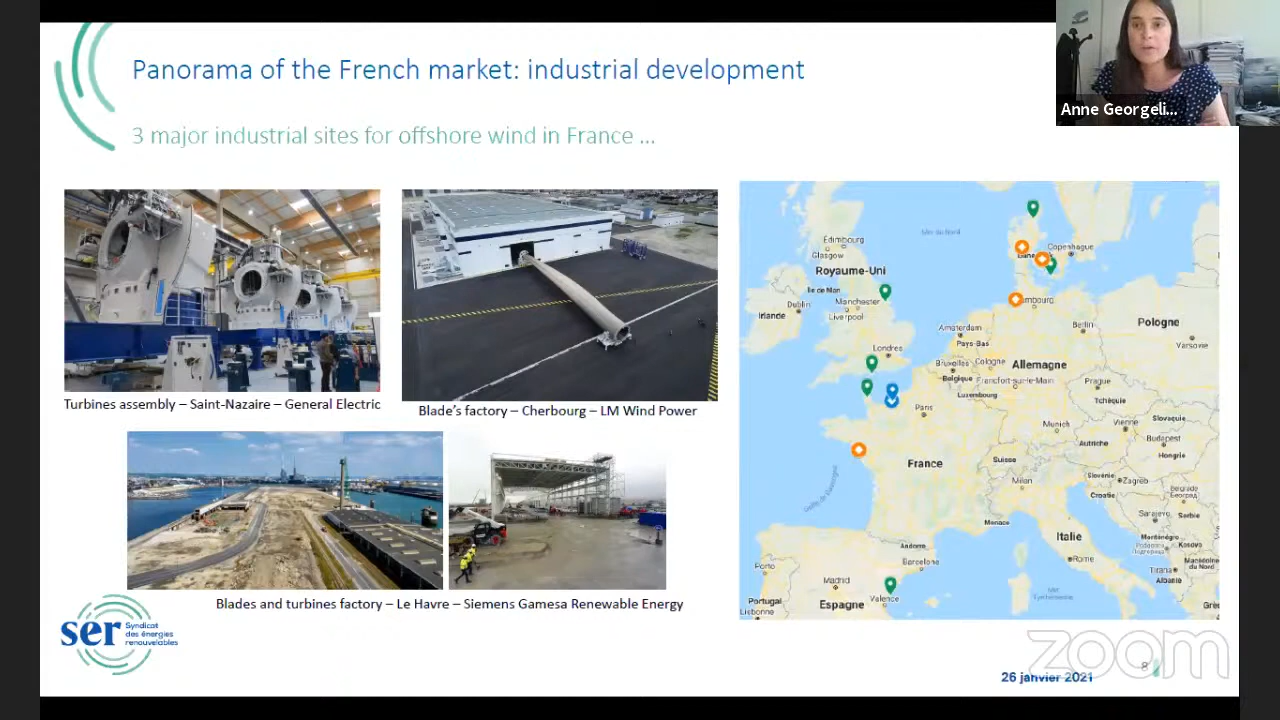 Panorama of the French market: industrial development
3 major industrial sites for offshore wind in France ...
Anne Georgeli...
Turbines assembly – Saint-Nazaire – General Electric
Blade's factory – Cherbourg – LM Wind Power
Blades and turbines factory – Le Havre – Siemens Gamesa Renewable Energy
Mer du Nord
Édimbourg
Glasgow
Copenhague
Royaume-Uni
Île de Man
Manchester
Dublin
Irlande
Liverpool
Berlin
Pologne
Amsterdam
Pays-Bas
Varsovie
Londres
Bruxelles
Cologne
Allemagne
Belgique
Francfort-sur-le-Main
Prague
Luxembourg
Tchéquie
Paris
Slovaquie
Munich
Vienne
Autriche
Budapest
Suisse
Hongrie
France
Slovénie
Zagreb
Milan
Croatie
Belgrade
Golfe de Gascogne
Sarajevo
Serbie
Monaco
Italie
Monténégro
Kosovo
Andorre
Rome
Porto
Barcelone
Tirana
Macédoine
du Nord
Albanie
Madrid
Valence
Mer
Tyrrhénienne
Portugal
Espagne
Lisbonne
ser Syndicat
des énergies
renouvelables
zoom
8
26 janvier 2021